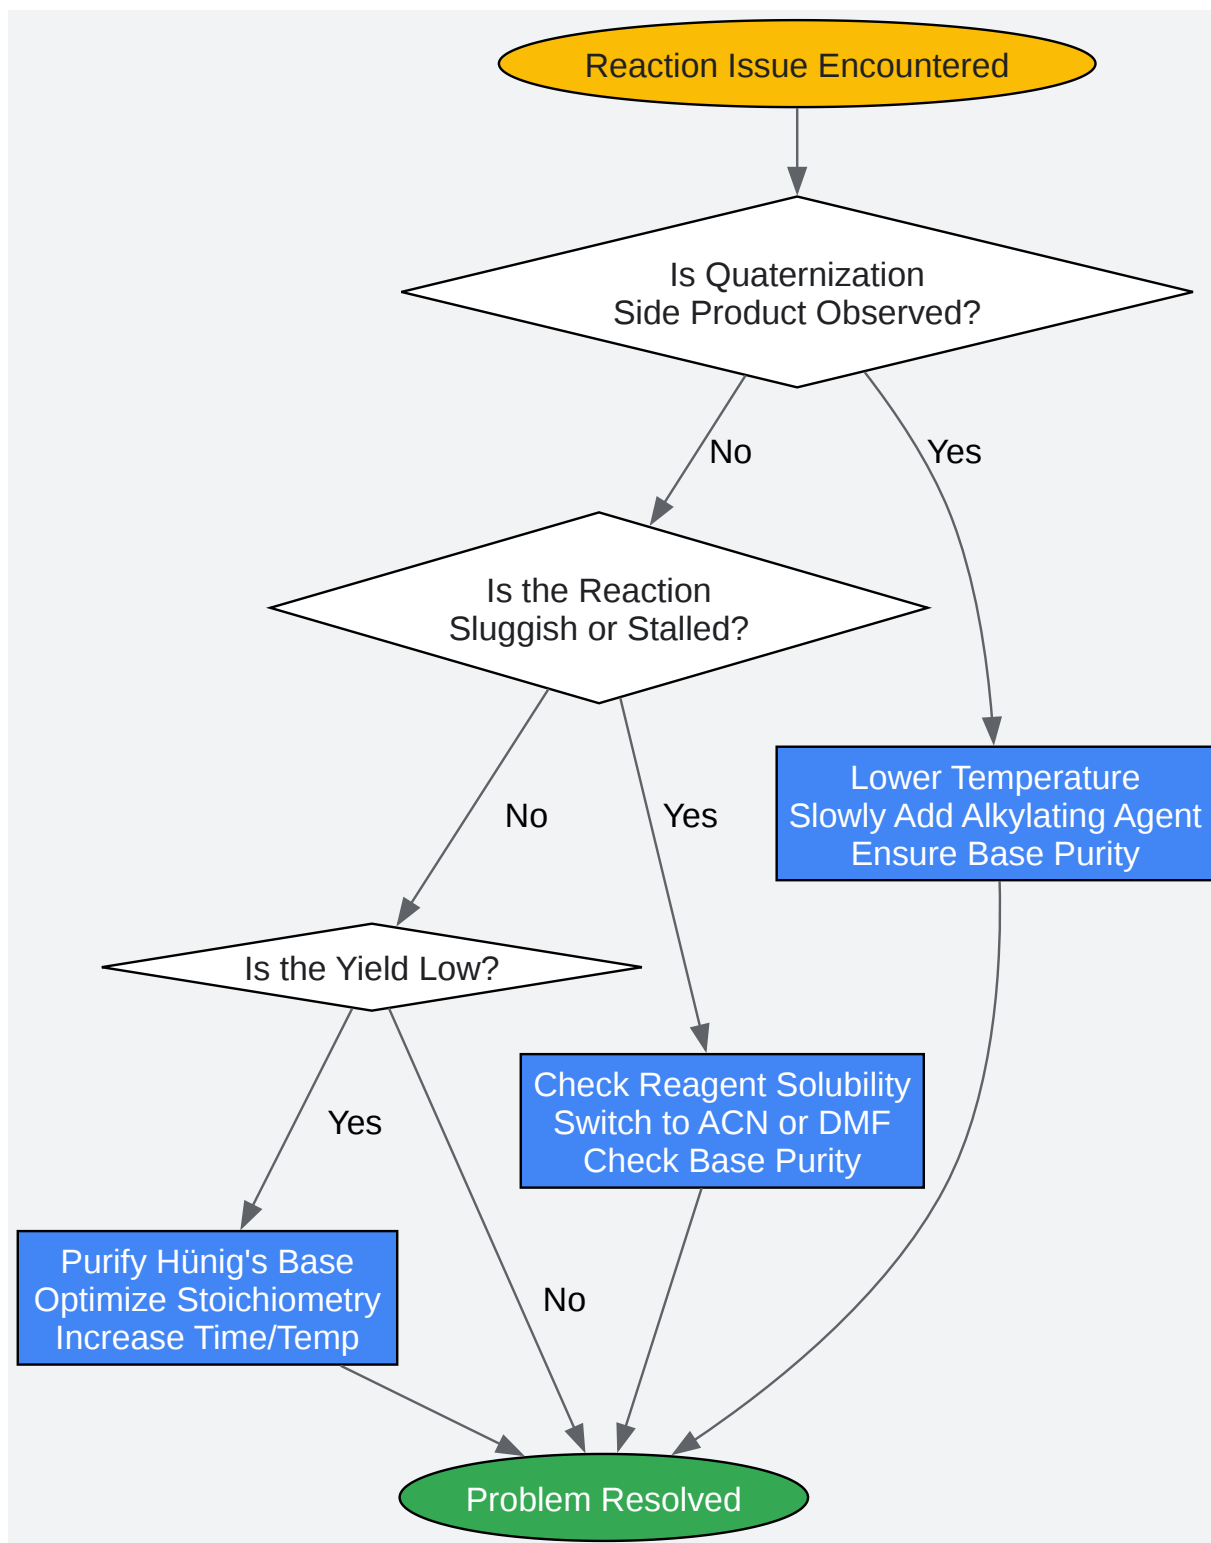 Reaction Issue Encountered
Is Quaternization
Side Product Observed?
No
Yes
Is the Reaction
Sluggish or Stalled?
No
Yes
Lower Temperature
Slowly Add Alkylating Agent
Ensure Base Purity
Is the Yield Low?
Yes
No
Check Reagent Solubility
Switch to ACN or DMF
Check Base Purity
Purify Hünig's Base
Optimize Stoichiometry
Increase Time/Temp
Problem Resolved